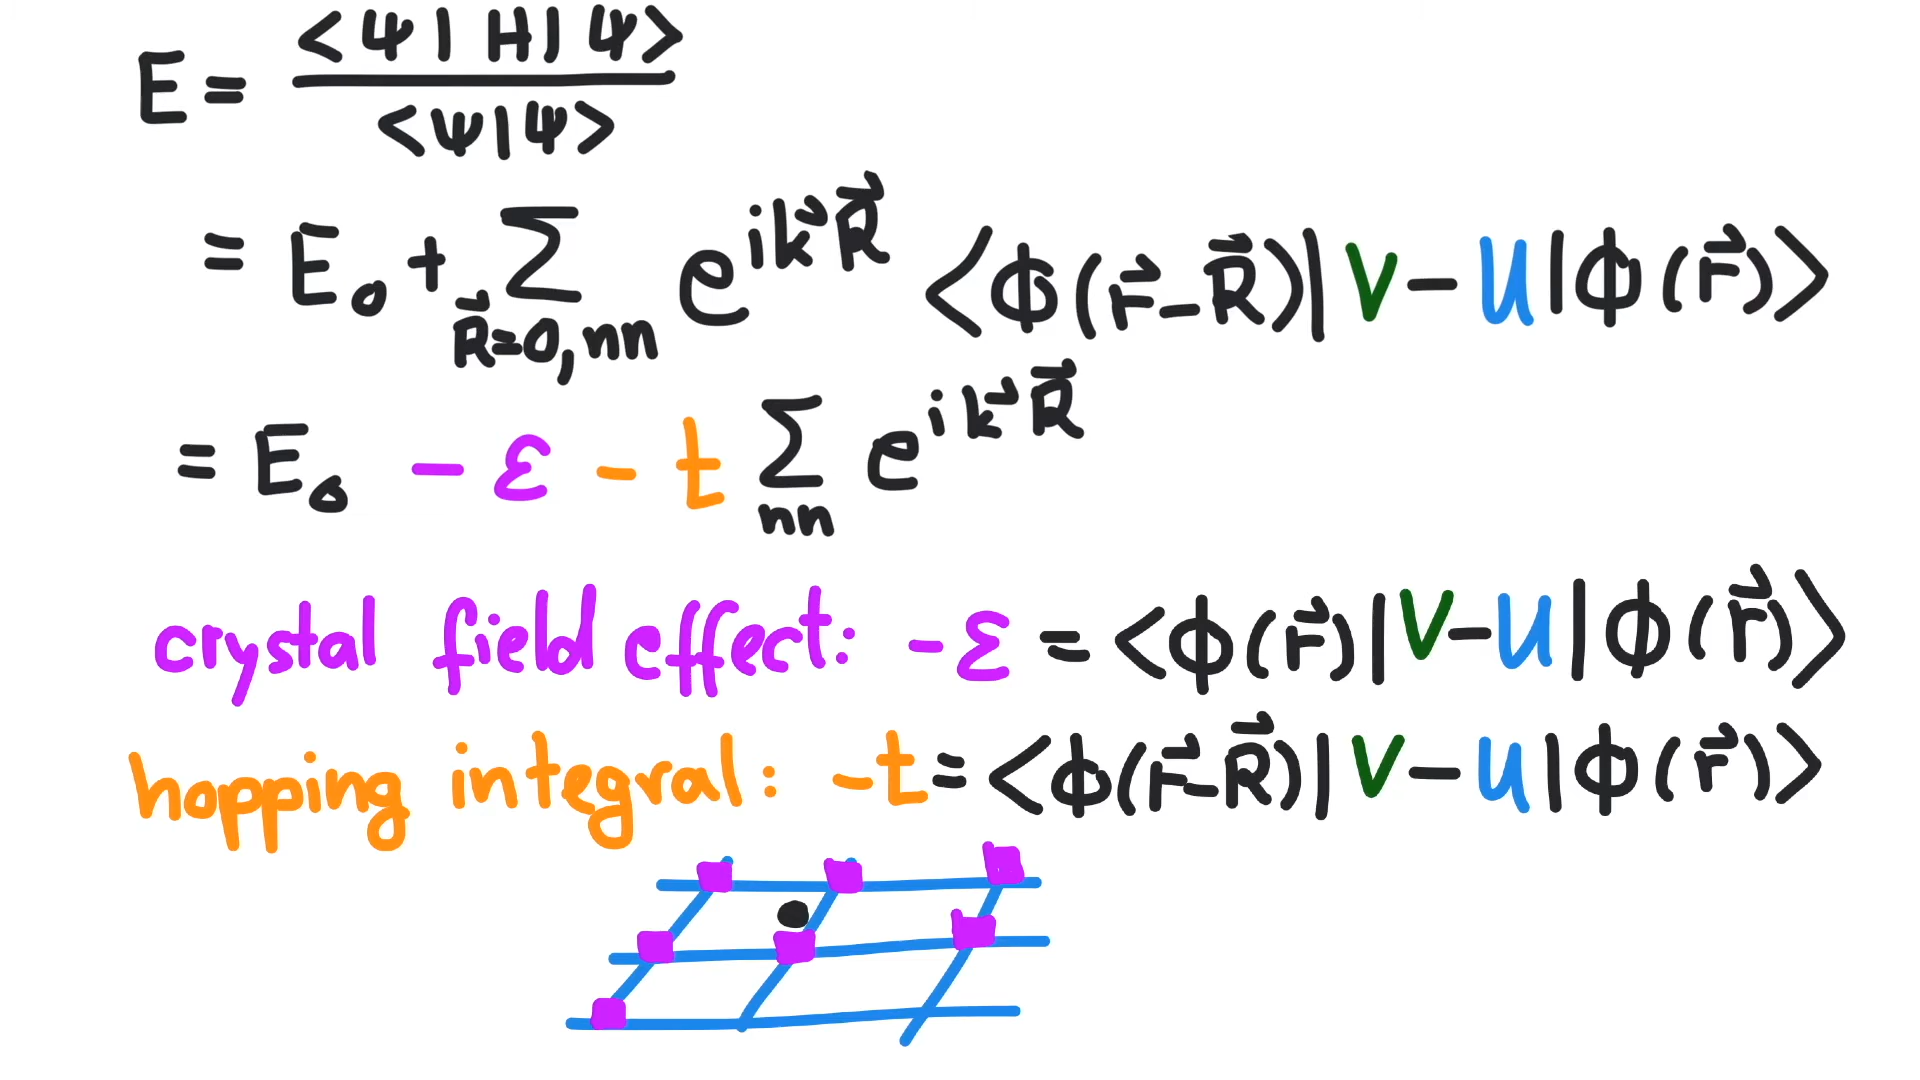 E = <ψ|H|ψ> / <ψ|ψ>
= E₀ + Σ_{R⃗=0,nn} e^{ik⃗R⃗} <ϕ(r⃗-R⃗)|V-U|ϕ(r⃗)>
= E₀ - ε - t Σ_{nn} e^{ik⃗R⃗}
crystal field effect: -ε = <ϕ(r⃗)|V-U|ϕ(r⃗)>
hopping integral: -t = <ϕ(r⃗-R⃗)|V-U|ϕ(r⃗)>